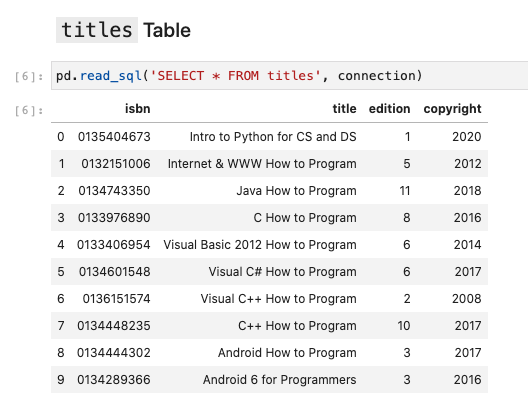 titles Table
[6]: pd.read_sql('SELECT * FROM titles', connection)
[6]: isbn title edition copyright
0 0135404673 Intro to Python for CS and DS 1 2020
1 0132151006 Internet & WWW How to Program 5 2012
2 0134743350 Java How to Program 11 2018
3 0133976890 C How to Program 8 2016
4 0133406954 Visual Basic 2012 How to Program 6 2014
5 0134601548 Visual C# How to Program 6 2017
6 0136151574 Visual C++ How to Program 2 2008
7 0134448235 C++ How to Program 10 2017
8 0134444302 Android How to Program 3 2017
9 0134289366 Android 6 for Programmers 3 2016